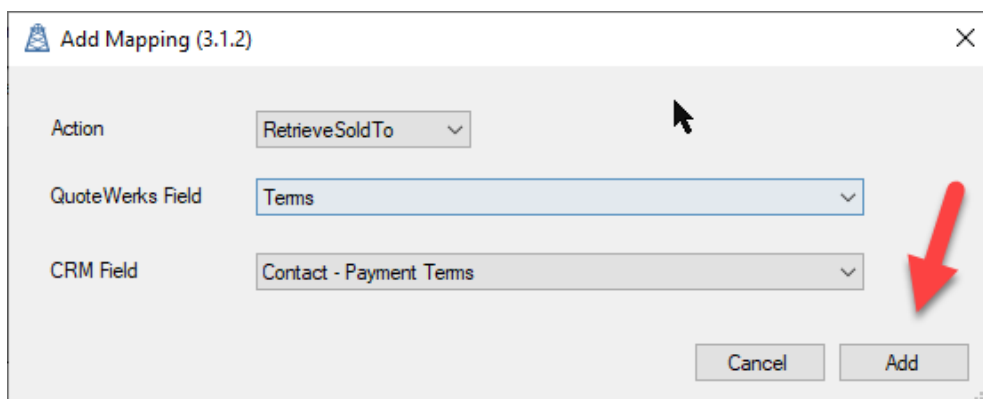 Add Mapping (3.1.2)
Action RetrieveSoldTo
QuoteWerks Field Terms
CRM Field Contact - Payment Terms
Cancel Add